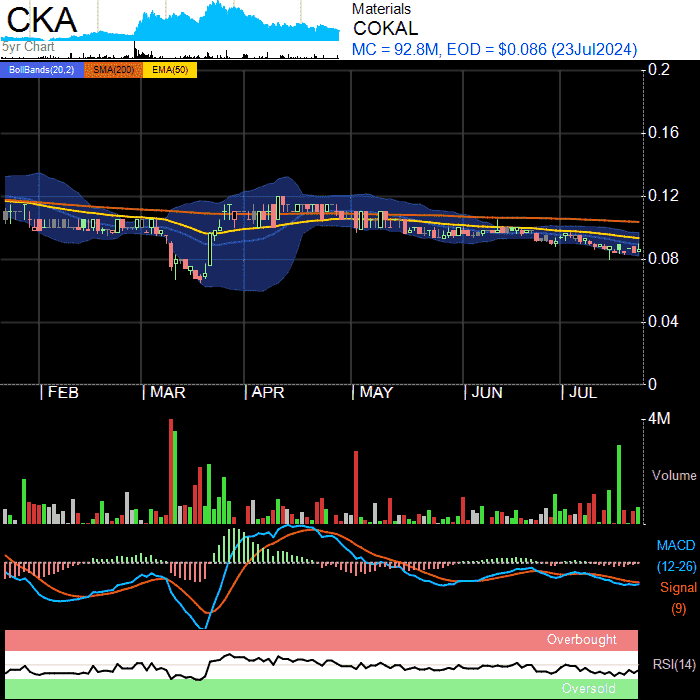 CKA
5yr Chart
Materials
COKAL
MC = 92.8M, EOD = $0.086 (23Jul2024)
BollBands(20,2) SMA(200) EMA(50)
0.2
0.16
0.12
0.08
0.04
0
| FEB | MAR | APR | MAY | JUN | JUL
4M
Volume
MACD
(12-26)
Signal
(9)
Overbought
RSI(14)
Oversold